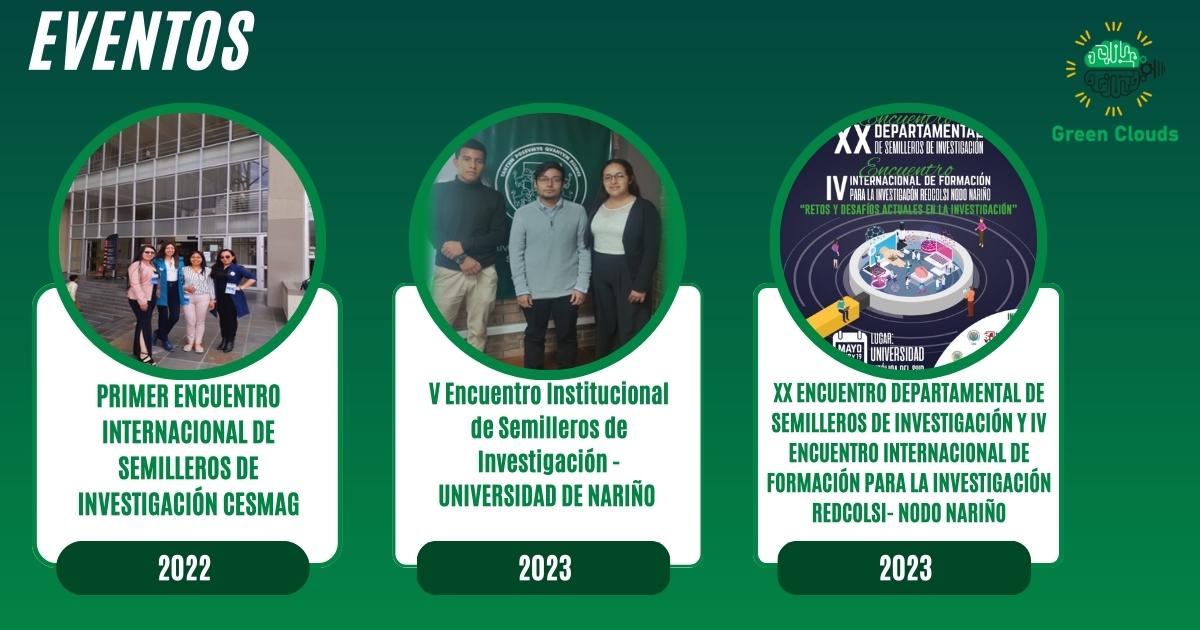 EVENTOS
Green Clouds
XX DEPARTAMENTAL
DE SEMILLEROS DE INVESTIGACIÓN
Encuentro
IV INTERNACIONAL DE FORMACIÓN
PARA LA INVESTIGACIÓN REDCOLSI NODO NARIÑO
"RETOS Y DESAFÍOS ACTUALES EN LA INVESTIGACIÓN"
MAYO
LUGAR:
UNIVERSIDAD
PRIMER ENCUENTRO
INTERNACIONAL DE
SEMILLEROS DE
INVESTIGACIÓN CESMAG
2022
V Encuentro Institucional
de Semilleros de
Investigación -
UNIVERSIDAD DE NARIÑO
2023
XX ENCUENTRO DEPARTAMENTAL DE
SEMILLEROS DE INVESTIGACIÓN Y IV
ENCUENTRO INTERNACIONAL DE
FORMACIÓN PARA LA INVESTIGACIÓN
REDCOLSI- NODO NARIÑO
2023